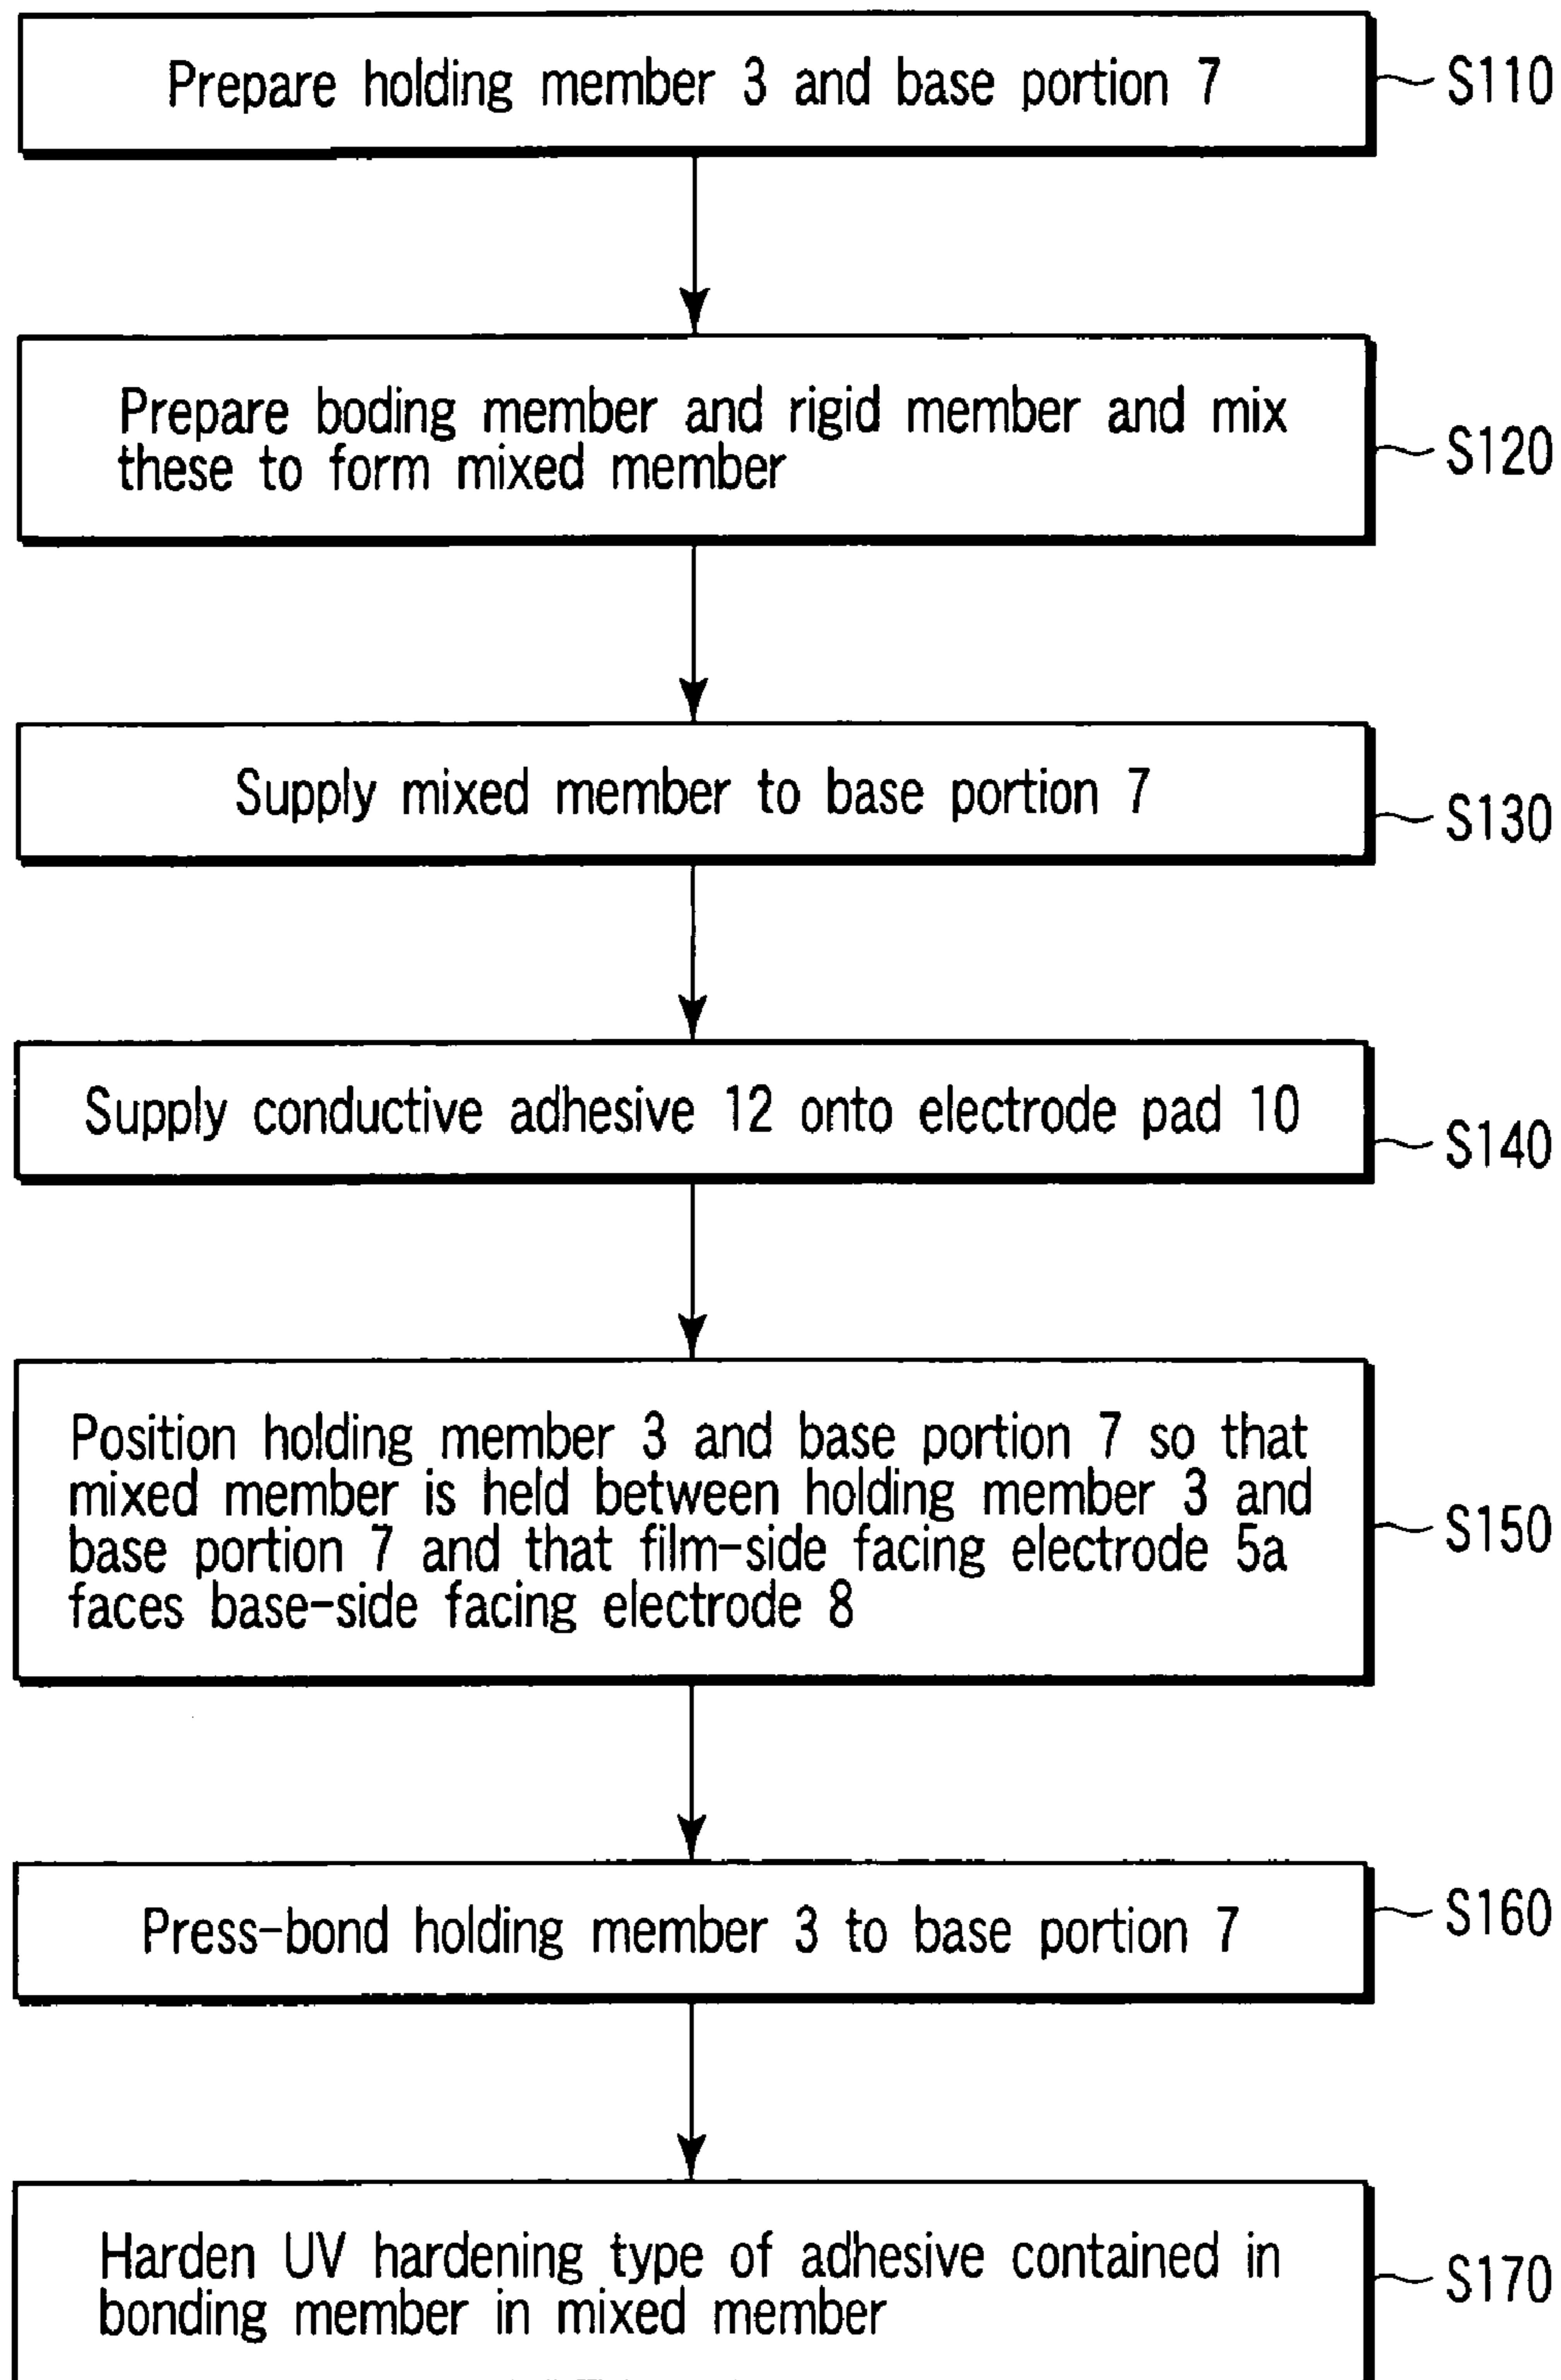 Prepare holding member 3 and base portion 7
S110
Prepare boding member and rigid member and mix
these to form mixed member
S120
Supply mixed member to base portion 7
S130
Supply conductive adhesive 12 onto electrode pad 10
S140
Position holding member 3 and base portion 7 so that
mixed member is held between holding member 3 and
base portion 7 and that film-side facing electrode 5a
faces base-side facing electrode 8
S150
Press-bond holding member 3 to base portion 7
S160
Harden UV hardening type of adhesive contained in
bonding member in mixed member
S170